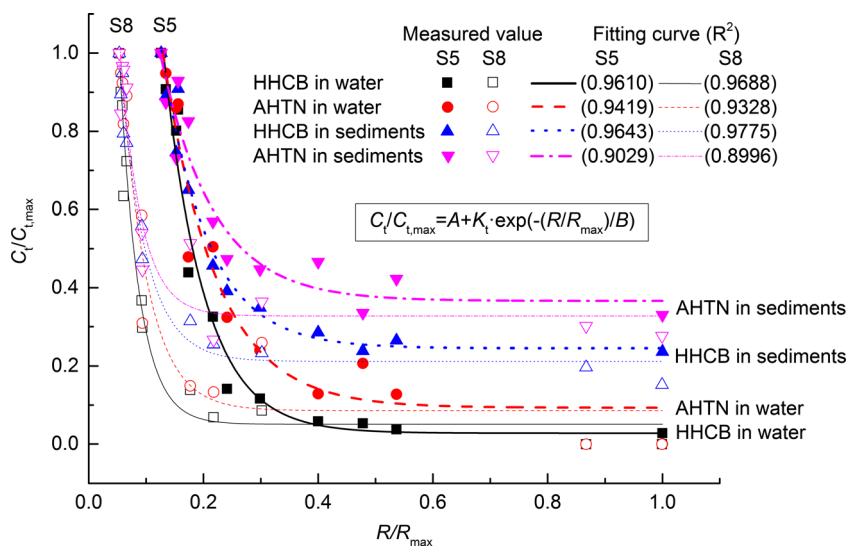 S8 S5
Measured value Fitting curve (R²)
S5 S8 S5 S8
HHCB in water (0.9610) (0.9688)
AHTN in water (0.9419) (0.9328)
HHCB in sediments (0.9643) (0.9775)
AHTN in sediments (0.9029) (0.8996)
Ct/Ct,max=A+Kt·exp(-(R/Rmax)/B)
AHTN in sediments
HHCB in sediments
AHTN in water
HHCB in water
1.0
0.8
0.6
0.4
0.2
0.0
Ct/Ct,max
0.0 0.2 0.4 0.6 0.8 1.0
R/Rmax